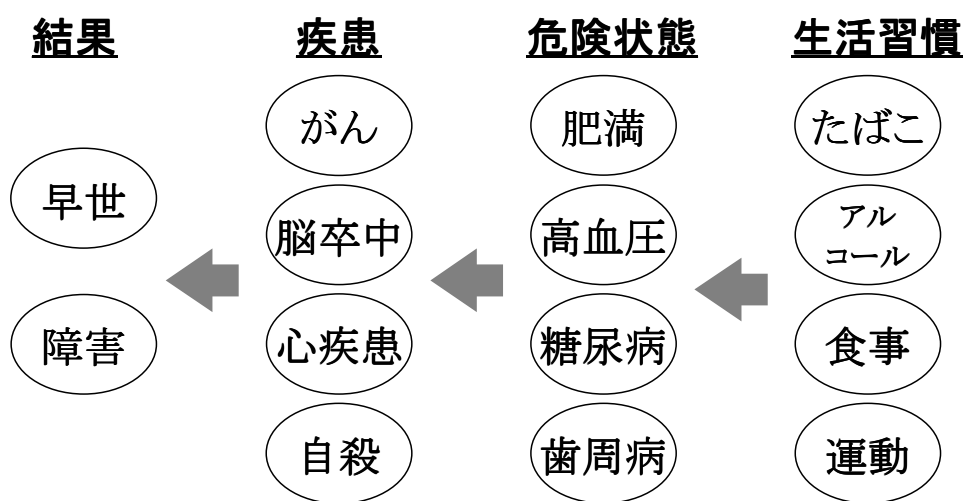 結果
早世
障害
疾患
がん
脳卒中
心疾患
自殺
危険状態
肥満
高血圧
糖尿病
歯周病
生活習慣
たばこ
アル
コール
食事
運動